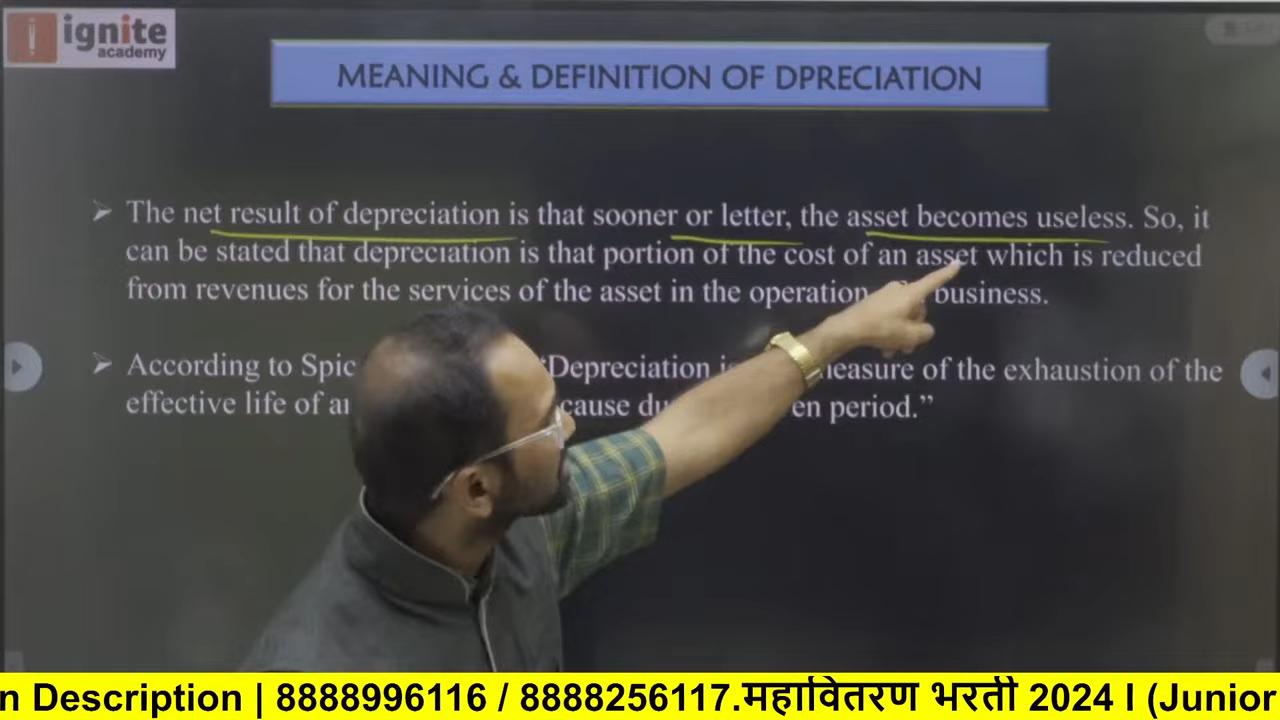 ignite
academy
MEANING & DEFINITION OF DPRECIATION
The net result of depreciation is that sooner or letter, the asset becomes useless. So, it
can be stated that depreciation is that portion of the cost of an asset which is reduced
from revenues for the services of the asset in the operation business.
According to Spic "Depreciation measure of the exhaustion of the
effective life of an cause du en period."
n Description | 8888996116 / 8888256117.महावितरण भरती 2024 I (Junior